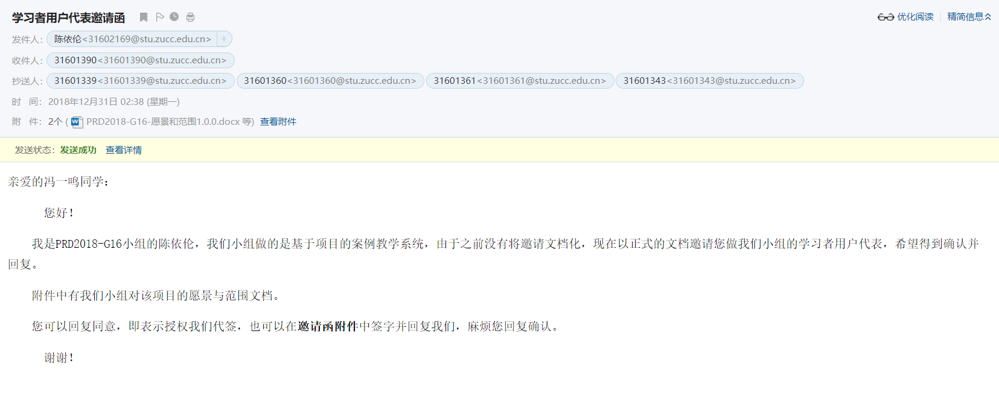 学习者用户代表邀请函
优化阅读 精简信息
发件人：陈依伦<31602169@stu.zucc.edu.cn> +
收件人：31601390<31601390@stu.zucc.edu.cn>
抄送人：31601339<31601339@stu.zucc.edu.cn> 31601360<31601360@stu.zucc.edu.cn> 31601361<31601361@stu.zucc.edu.cn> 31601343<31601343@stu.zucc.edu.cn>
时 间：2018年12月31日 02:38 (星期一)
附 件：2个 ( W PRD2018-G16-愿景和范围1.0.0.docx 等) 查看附件
发送状态：发送成功 查看详情
亲爱的冯一鸣同学：
您好！
我是PRD2018-G16小组的陈依伦，我们小组做的是基于项目的案例教学系统，由于之前没有将邀请文档化，现在以正式的文档邀请您做我们小组的学习者用户代表，希望得到确认并
回复。
附件中有我们小组对该项目的愿景与范围文档。
您可以回复同意，即表示授权我们代签，也可以在邀请函附件中签字并回复我们，麻烦您回复确认。
谢谢！